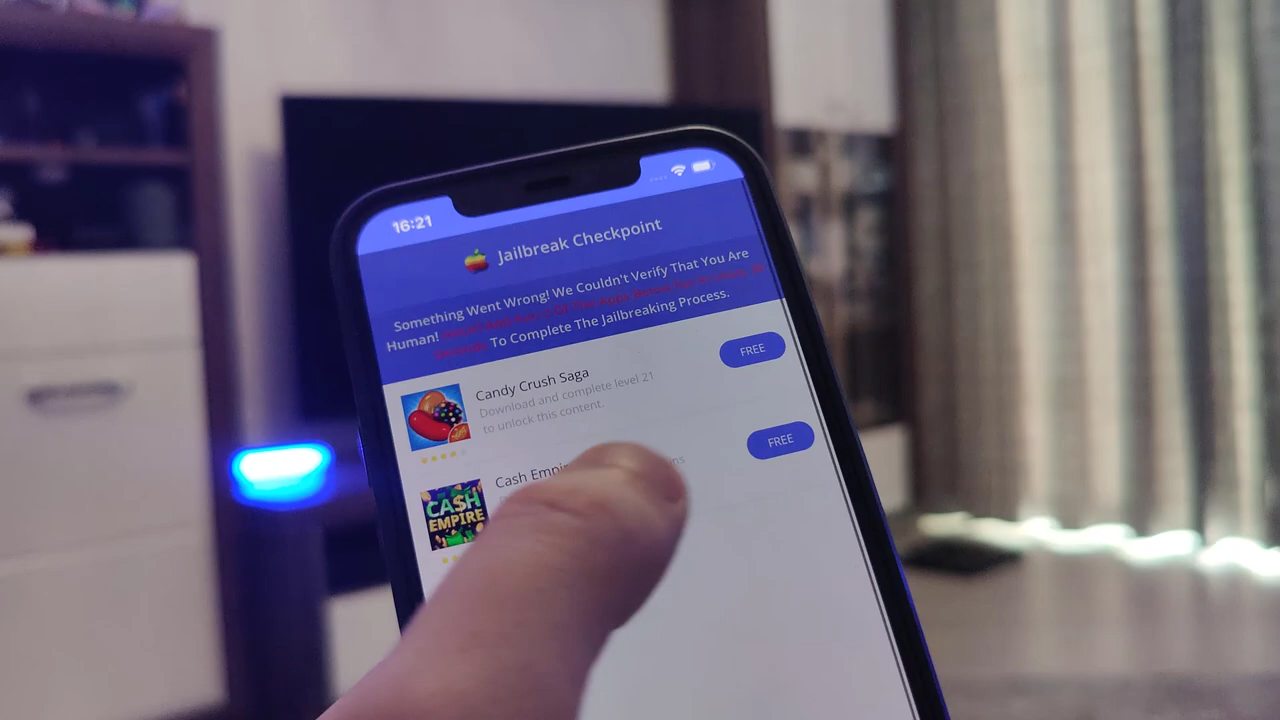 16:21
Jailbreak Checkpoint
Something Went Wrong! We Couldn't Verify That You Are
Human!
To Complete The Jailbreaking Process.
FREE
Candy Crush Saga
Download and complete level 21
to unlock this content.
FREE
Cash
CA$H
EMPIRE